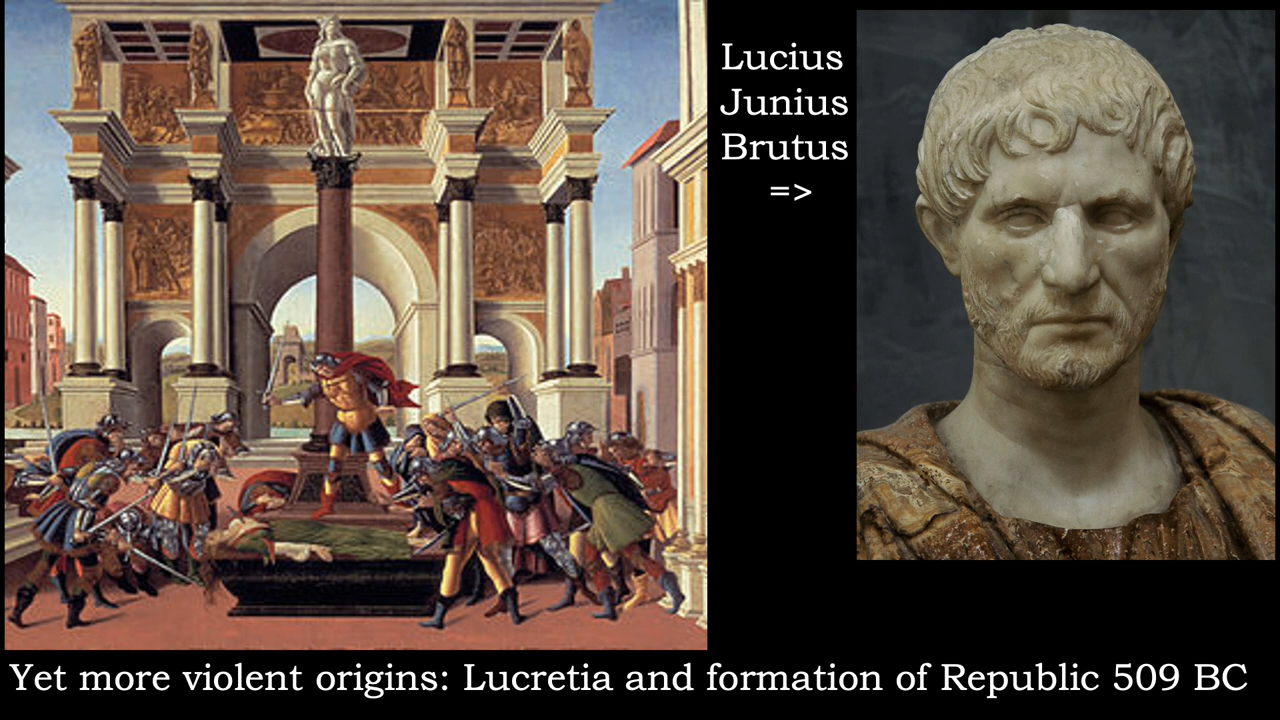 Lucius
Junius
Brutus
=>
Yet more violent origins: Lucretia and formation of Republic 509 BC